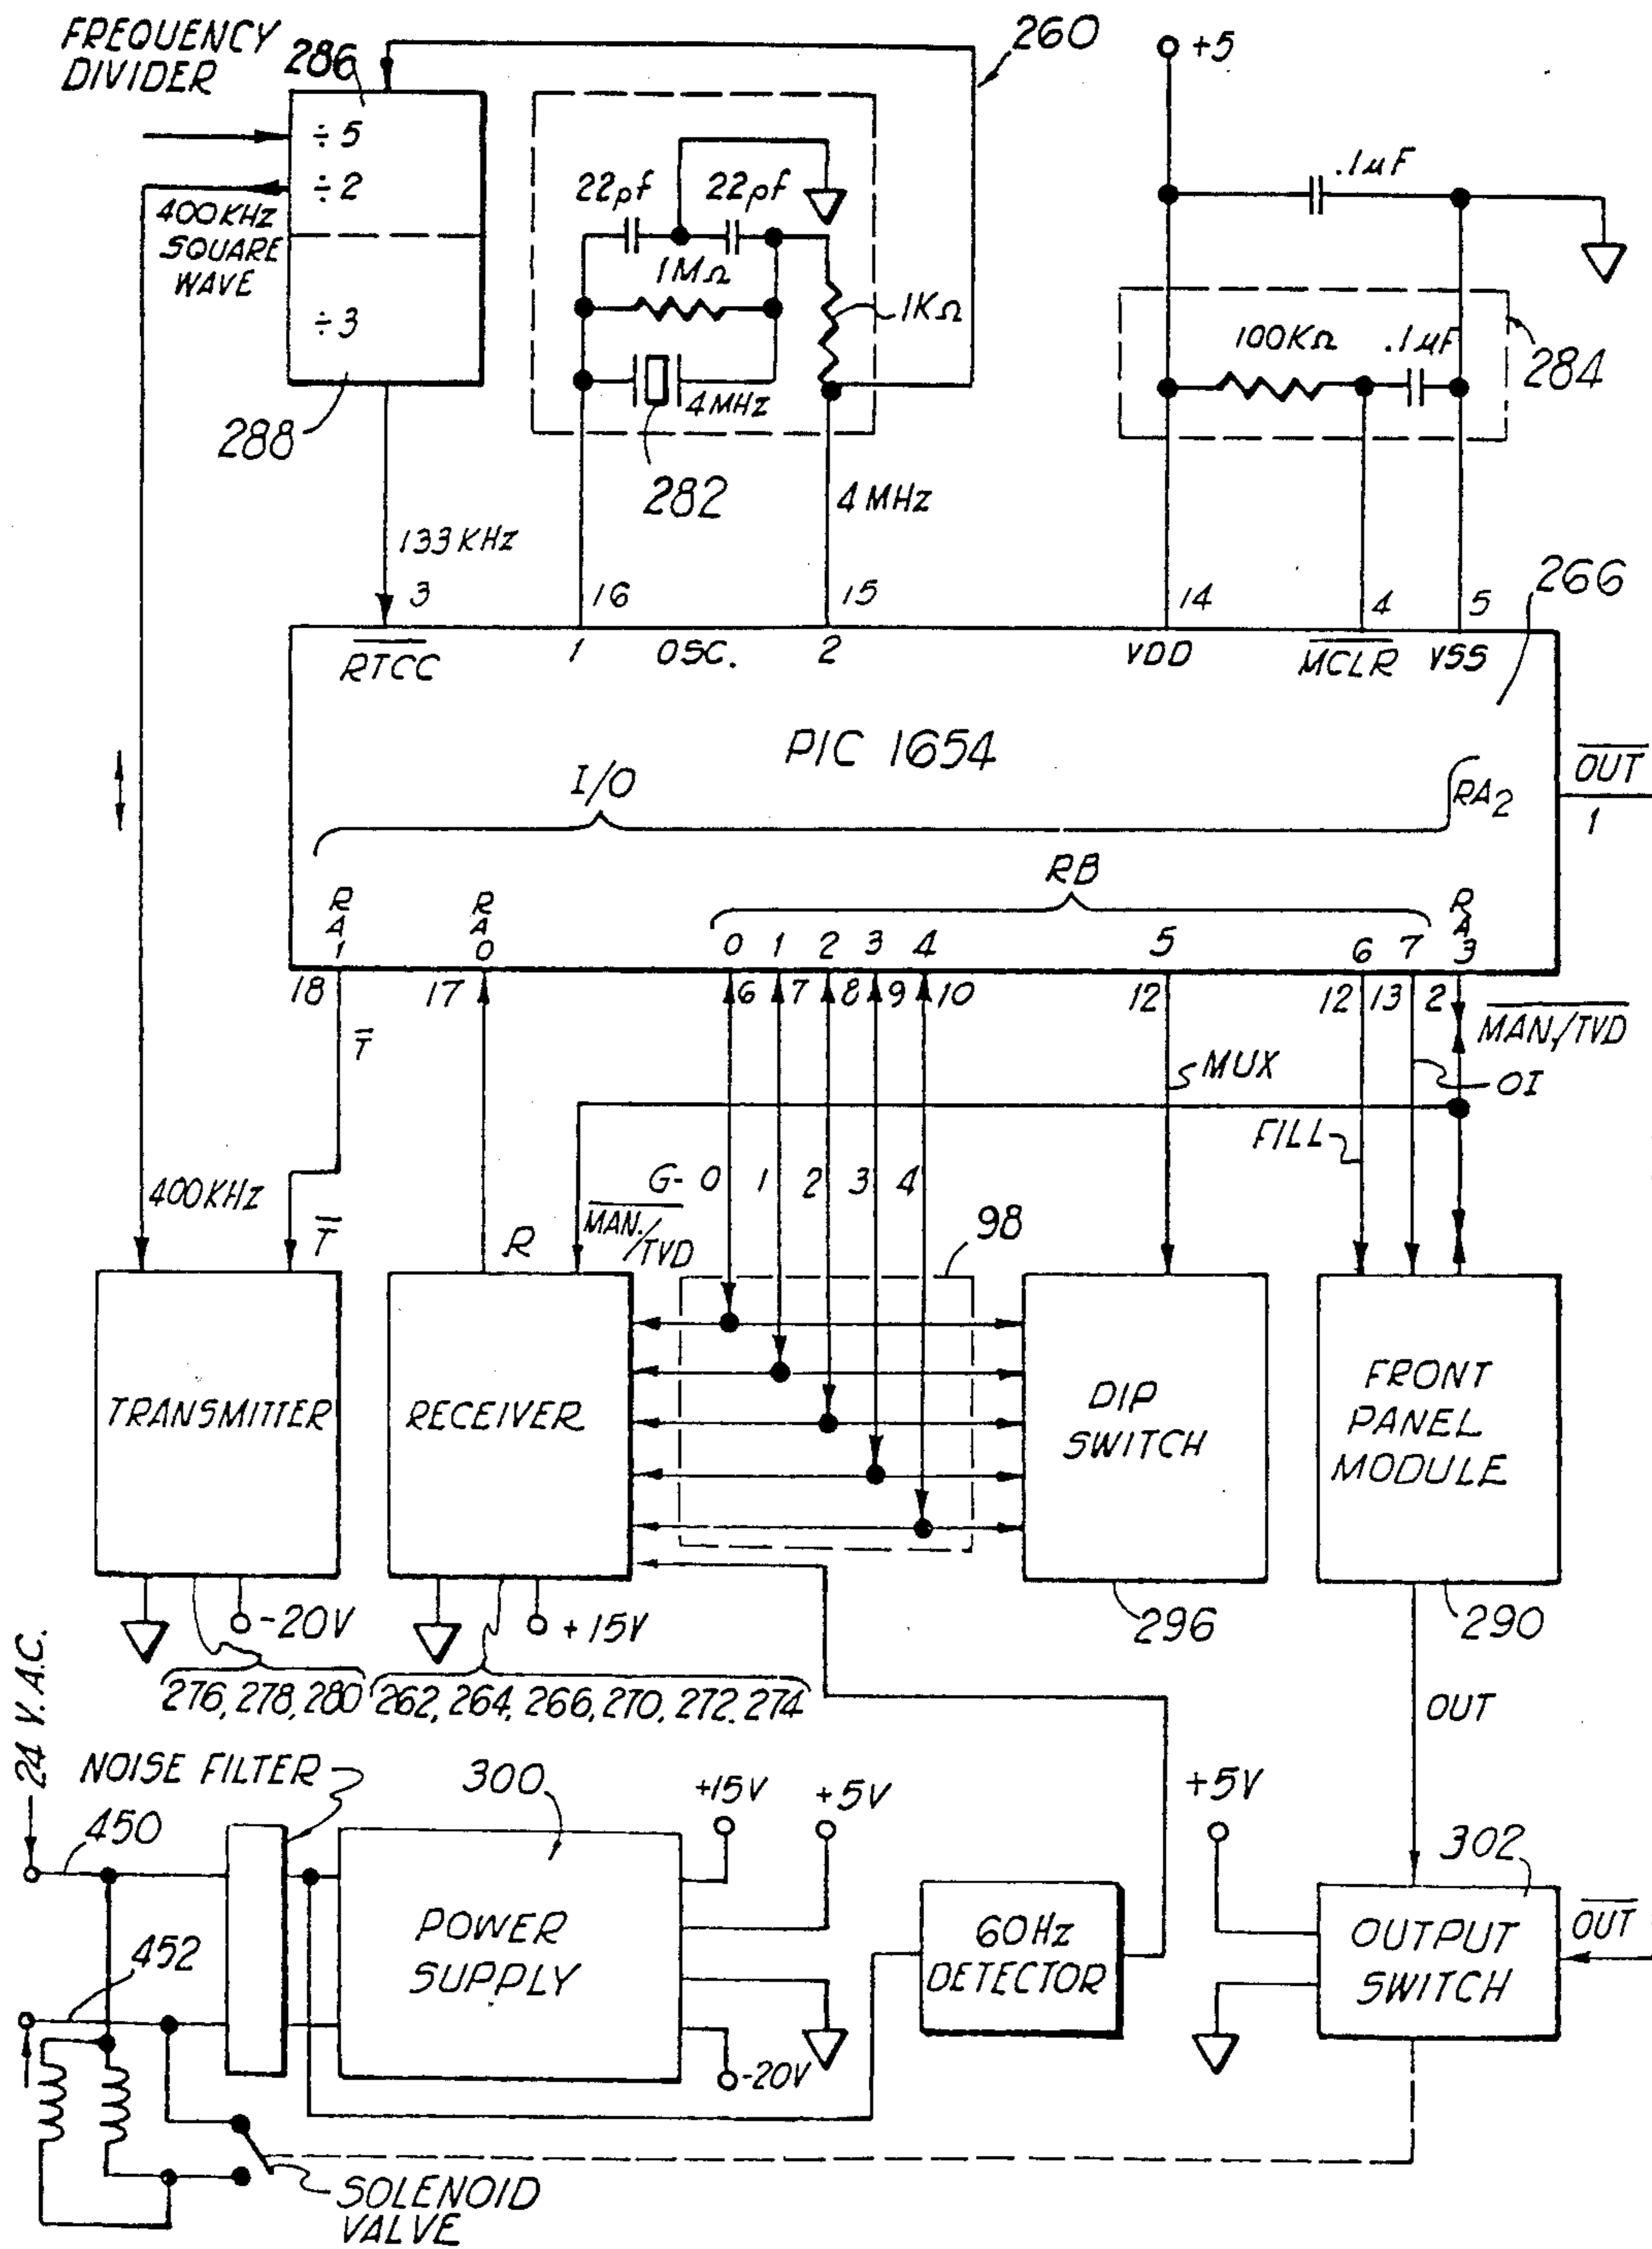 FREQUENCY
DIVIDER
286
260
+5
÷5
÷2
400KHZ
SQUARE
WAVE
÷3
288
22pf
22pf
1MΩ
1KΩ
4MHZ
282
.1µF
100KΩ
.1µF
284
133KHZ
4MHZ
3
16
15
14
4
5
266
RTCC
1
OSC.
2
VDD
MCLR
VSS
PIC 1654
I/O
RA2
OUT
1
RB
RA1
RA0
0
1
2
3
4
5
6
7
RA3
18
17
6
7
8
9
10
12
12
13
2
T
MAN./TVD
MUX
OI
FILL
400KHZ
T
R
MAN./TVD
G- 0
1
2
3
4
98
TRANSMITTER
RECEIVER
DIP
SWITCH
FRONT
PANEL
MODULE
-20V
+15V
296
290
276, 278, 280
262, 264, 266, 270, 272, 274
OUT
24 V.A.C.
NOISE FILTER
300
+15V
+5V
+5V
450
302
452
POWER
SUPPLY
60HZ
DETECTOR
OUTPUT
SWITCH
OUT
-20V
SOLENOID
VALVE